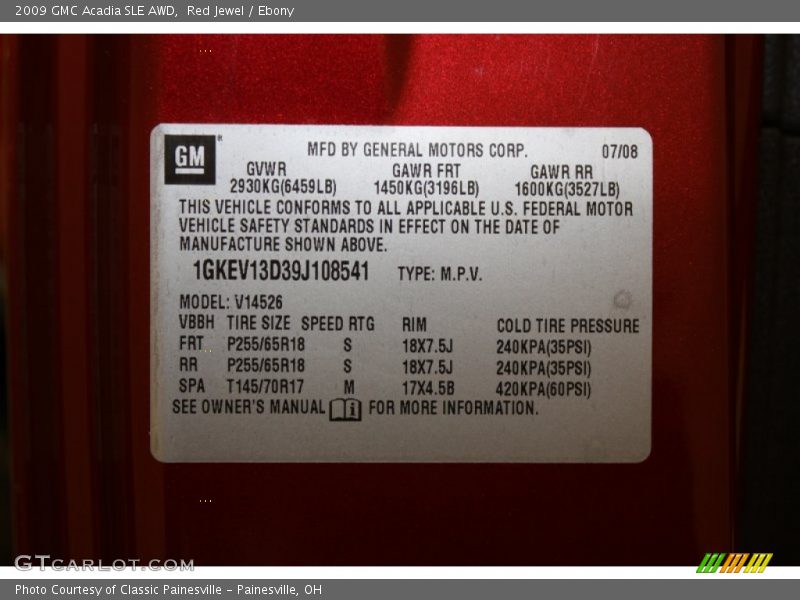 2009 GMC Acadia SLE AWD, Red Jewel / Ebony
GM
MFD BY GENERAL MOTORS CORP. 07/08
GVWR GAWR FRT GAWR RR
2930KG(6459LB) 1450KG(3196LB) 1600KG(3527LB)
THIS VEHICLE CONFORMS TO ALL APPLICABLE U.S. FEDERAL MOTOR
VEHICLE SAFETY STANDARDS IN EFFECT ON THE DATE OF
MANUFACTURE SHOWN ABOVE.
1GKEV13D39J108541 TYPE: M.P.V.
MODEL: V14526
VBBH TIRE SIZE SPEED RTG RIM COLD TIRE PRESSURE
FRT P255/65R18 S 18X7.5J 240KPA(35PSI)
RR P255/65R18 S 18X7.5J 240KPA(35PSI)
SPA T145/70R17 M 17X4.5B 420KPA(60PSI)
SEE OWNER'S MANUAL FOR MORE INFORMATION.
GTCARLOT.COM
Photo Courtesy of Classic Painesville - Painesville, OH